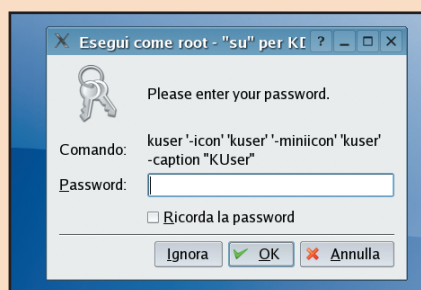 Esegui come root - "su" per KD
Please enter your password.
Comando:
kuser '-icon' 'kuser' '-miniicon' 'kuser'
-caption "KUser"
Password:
Ricorda la password
Ignora
OK
Annulla